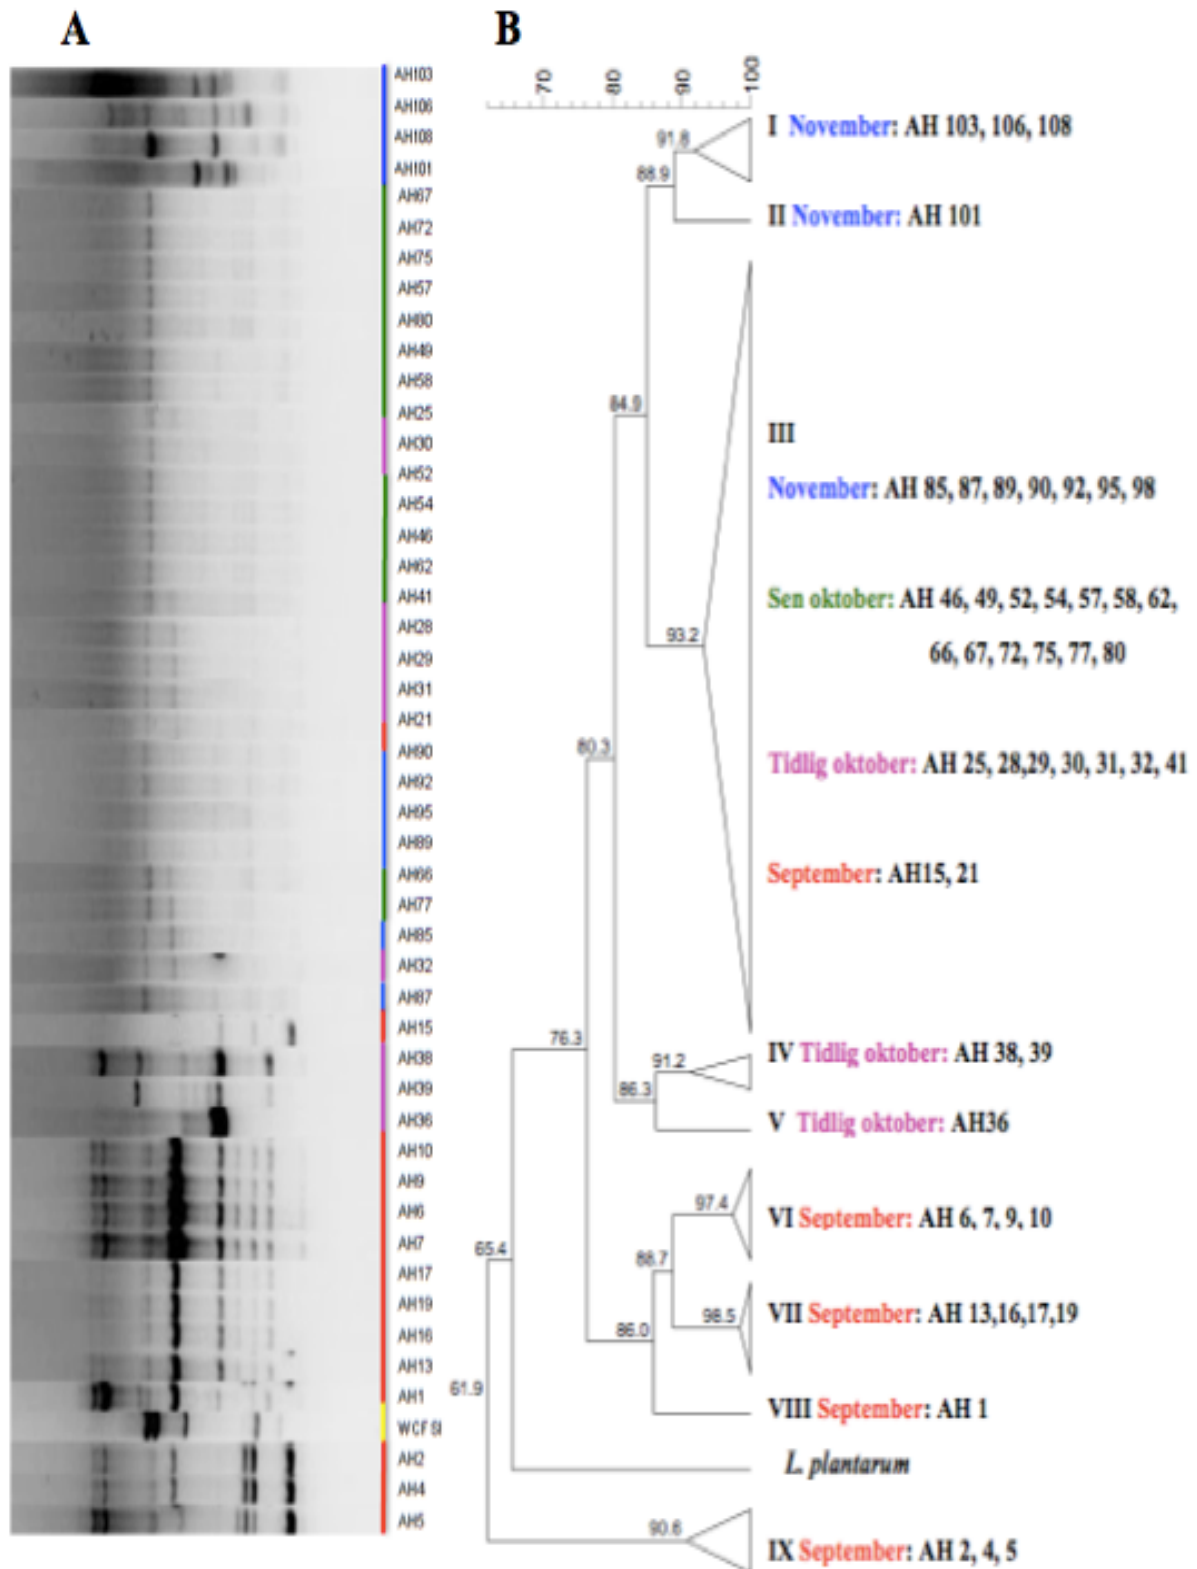 A
B
AH103
AH106
AH108
AH101
AH67
AH72
AH75
AH57
AH80
AH49
AH58
AH25
AH30
AH52
AH54
AH46
AH62
AH41
AH28
AH29
AH31
AH21
AH90
AH92
AH95
AH89
AH66
AH77
AH85
AH32
AH87
AH15
AH38
AH39
AH36
AH10
AH9
AH6
AH7
AH17
AH19
AH16
AH13
AH1
WCF SI
AH2
AH4
AH5
70
80
90
100
91.8
88.9
84.9
93.2
80.3
76.3
91.2
86.3
97.4
88.7
98.5
86.0
65.4
61.9
90.6
I November: AH 103, 106, 108
II November: AH 101
III
November: AH 85, 87, 89, 90, 92, 95, 98
Sen oktober: AH 46, 49, 52, 54, 57, 58, 62,
66, 67, 72, 75, 77, 80
Tidlig oktober: AH 25, 28,29, 30, 31, 32, 41
September: AH15, 21
IV Tidlig oktober: AH 38, 39
V Tidlig oktober: AH36
VI September: AH 6, 7, 9, 10
VII September: AH 13,16,17,19
VIII September: AH 1
L. plantarum
IX September: AH 2, 4, 5